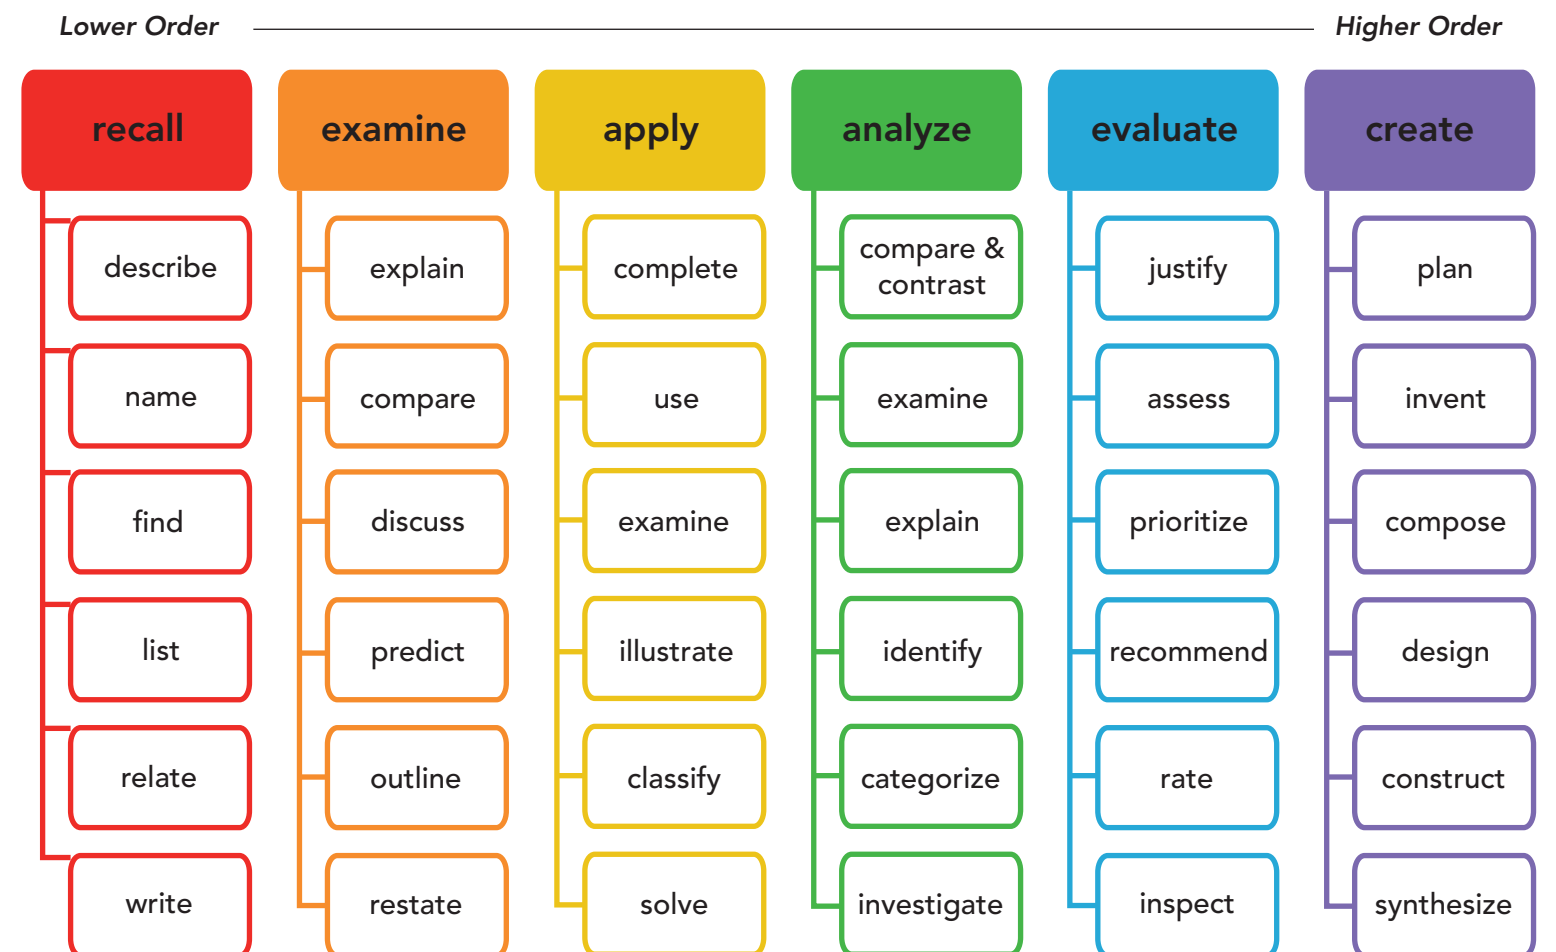 Lower Order
Higher Order
recall
examine
apply
analyze
evaluate
create
describe
explain
complete
compare &
contrast
justify
plan
name
compare
use
examine
assess
invent
find
discuss
examine
explain
prioritize
compose
list
predict
illustrate
identify
recommend
design
relate
outline
classify
categorize
rate
construct
write
restate
solve
investigate
inspect
synthesize